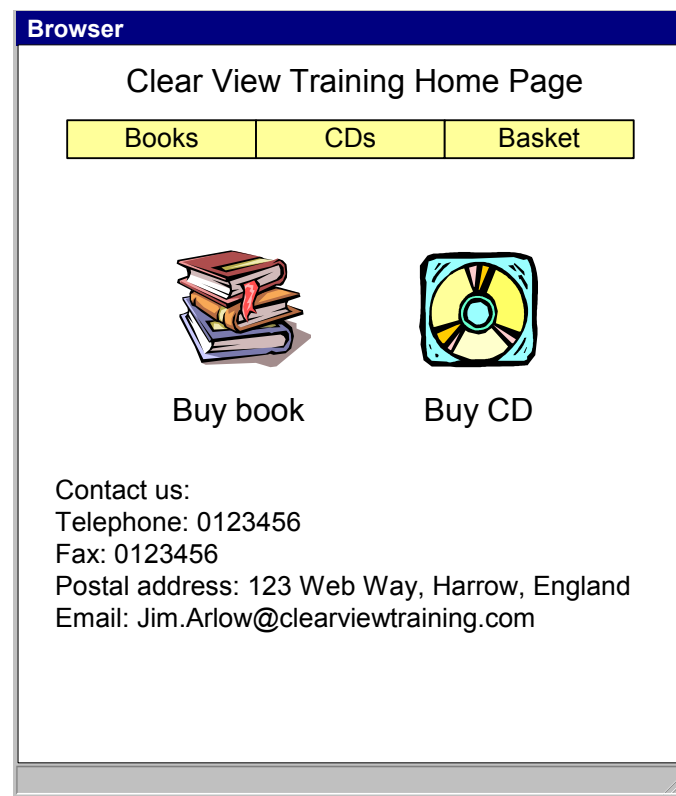 Browser
Clear View Training Home Page
Books CDs Basket
Buy book Buy CD
Contact us:
Telephone: 0123456
Fax: 0123456
Postal address: 123 Web Way, Harrow, England
Email: Jim.Arlow@clearviewtraining.com